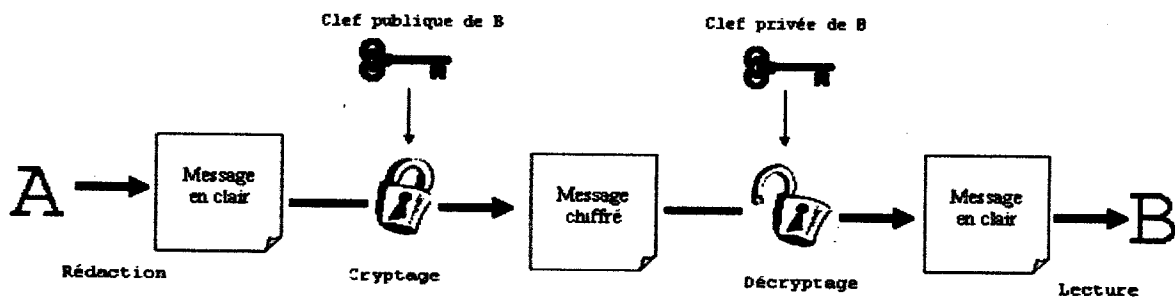 Clef publique de B
Clef privée de B
A
Message
en clair
Message
chiffré
Message
en clair
B
Rédaction
Cryptage
Décryptage
Lecture